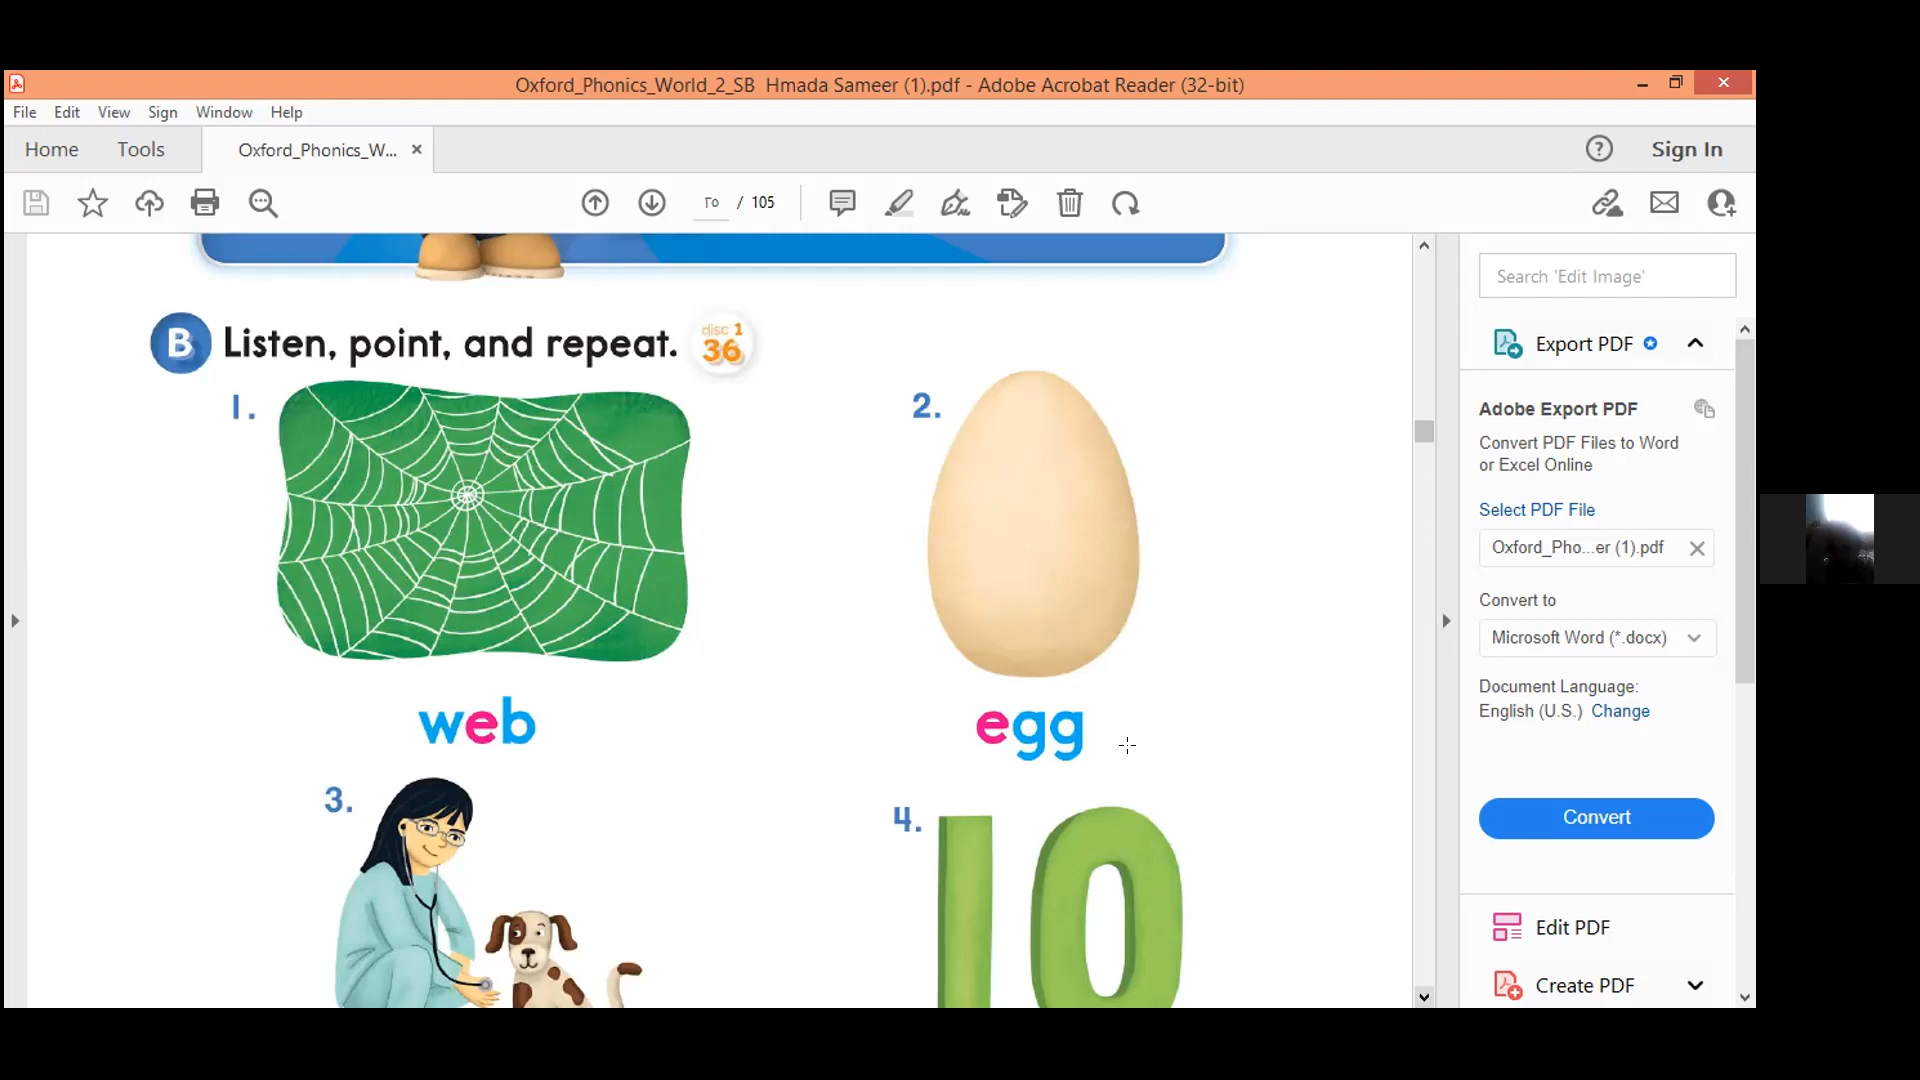 Oxford_Phonics_World_2_SB Hmada Sameer (1).pdf - Adobe Acrobat Reader (32-bit)
File Edit View Sign Window Help
Home Tools Oxford_Phonics_W... Sign In
٢٥ / 105
Search 'Edit Image'
B Listen, point, and repeat. disc 1 36
Export PDF
Adobe Export PDF
Convert PDF Files to Word
or Excel Online
Select PDF File
Oxford_Pho...er (1).pdf
Convert to
Microsoft Word (*.docx)
Document Language:
English (U.S.) Change
Convert
Edit PDF
Create PDF
1.
web
2.
egg
3.
4.
10